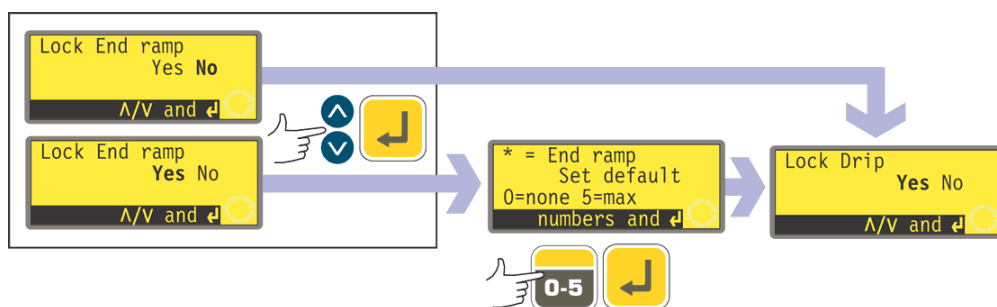 Lock End ramp
Yes No
∧/∨ and ↲
Lock End ramp
Yes No
∧/∨ and ↲
* = End ramp
Set default
0=none 5=max
numbers and ↲
0-5
Lock Drip
Yes No
∧/∨ and ↲